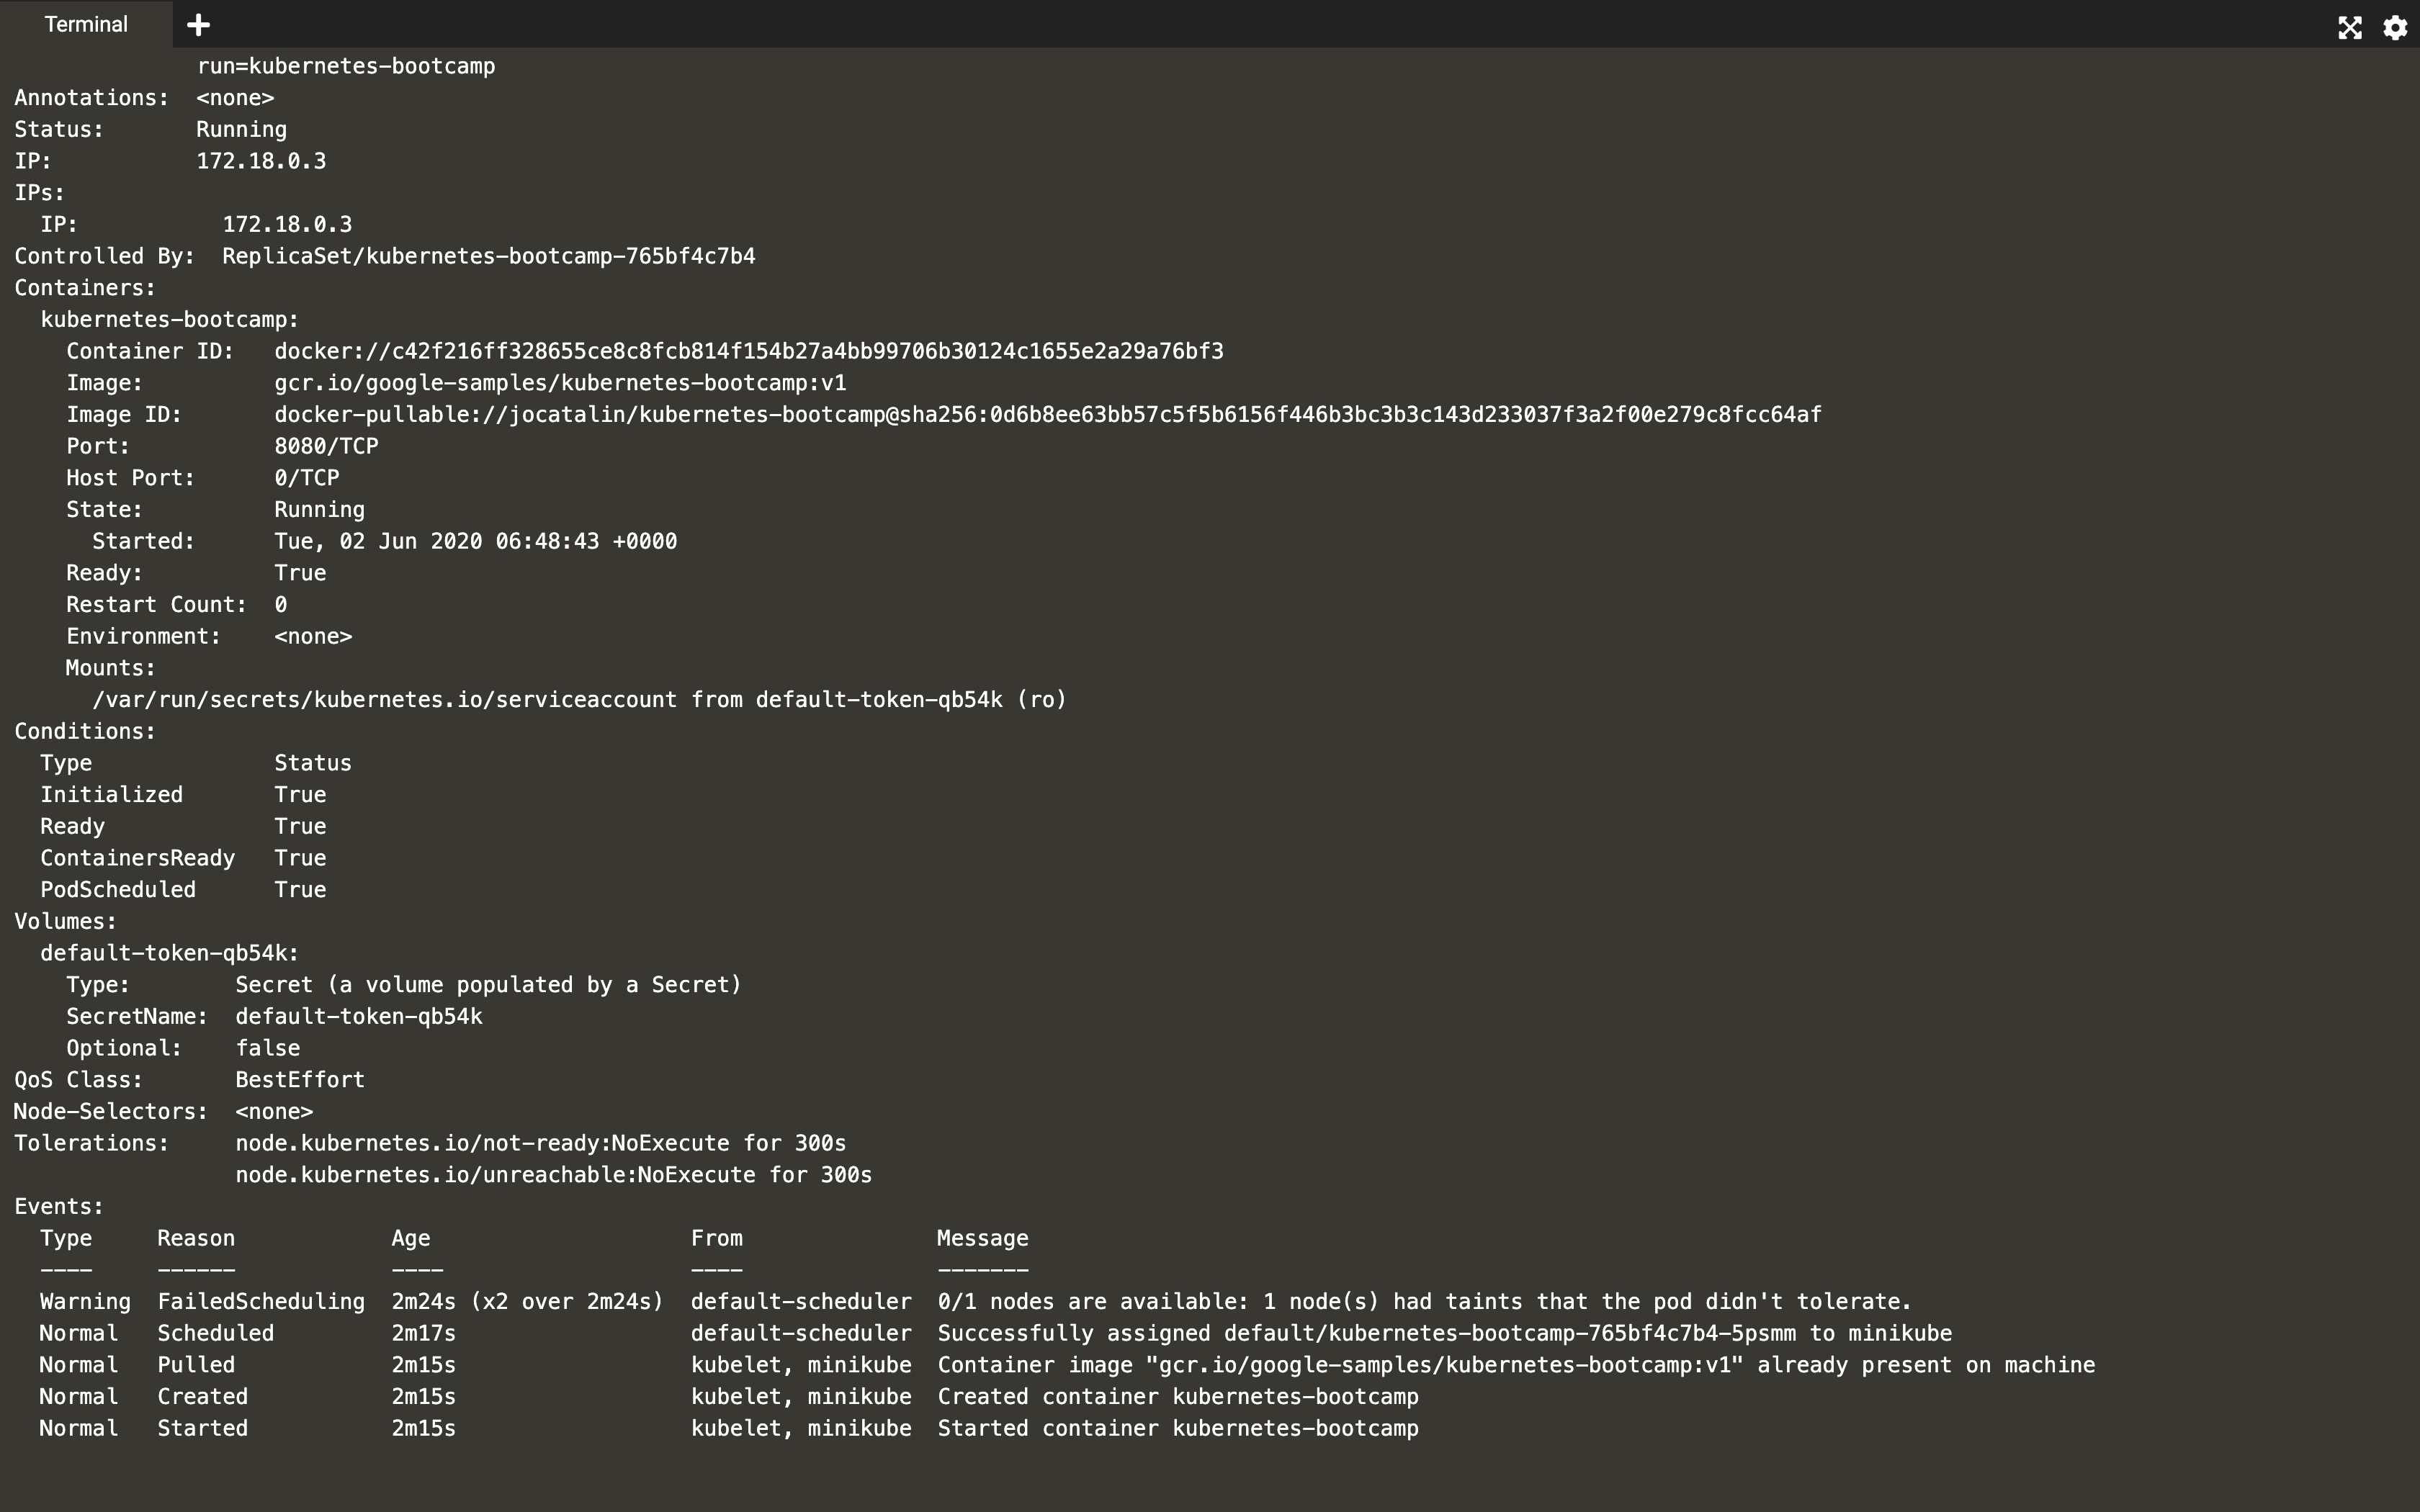 Terminal
run=kubernetes-bootcamp
Annotations:  <none>
Status:       Running
IP:           172.18.0.3
IPs:
  IP:           172.18.0.3
Controlled By:  ReplicaSet/kubernetes-bootcamp-765bf4c7b4
Containers:
  kubernetes-bootcamp:
    Container ID:   docker://c42f216ff328655ce8c8fcb814f154b27a4bb99706b30124c1655e2a29a76bf3
    Image:          gcr.io/google-samples/kubernetes-bootcamp:v1
    Image ID:       docker-pullable://jocatalin/kubernetes-bootcamp@sha256:0d6b8ee63bb57c5f5b6156f446b3bc3b3c143d233037f3a2f00e279c8fcc64af
    Port:           8080/TCP
    Host Port:      0/TCP
    State:          Running
      Started:      Tue, 02 Jun 2020 06:48:43 +0000
    Ready:          True
    Restart Count:  0
    Environment:    <none>
    Mounts:
      /var/run/secrets/kubernetes.io/serviceaccount from default-token-qb54k (ro)
Conditions:
  Type              Status
  Initialized       True
  Ready             True
  ContainersReady   True
  PodScheduled      True
Volumes:
  default-token-qb54k:
    Type:        Secret (a volume populated by a Secret)
    SecretName:  default-token-qb54k
    Optional:    false
QoS Class:       BestEffort
Node-Selectors:  <none>
Tolerations:     node.kubernetes.io/not-ready:NoExecute for 300s
                 node.kubernetes.io/unreachable:NoExecute for 300s
Events:
  Type     Reason            Age                    From               Message
  ----     ------            ----                   ----               -------
  Warning  FailedScheduling  2m24s (x2 over 2m24s)  default-scheduler  0/1 nodes are available: 1 node(s) had taints that the pod didn't tolerate.
  Normal   Scheduled         2m17s                  default-scheduler  Successfully assigned default/kubernetes-bootcamp-765bf4c7b4-5psmm to minikube
  Normal   Pulled            2m15s                  kubelet, minikube  Container image "gcr.io/google-samples/kubernetes-bootcamp:v1" already present on machine
  Normal   Created           2m15s                  kubelet, minikube  Created container kubernetes-bootcamp
  Normal   Started           2m15s                  kubelet, minikube  Started container kubernetes-bootcamp